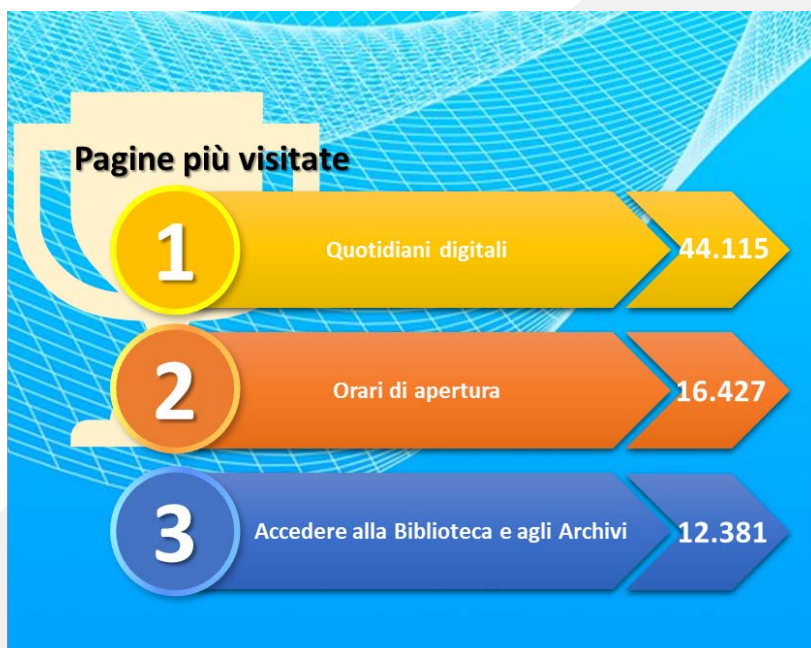 Pagine più visitate
1 Quotidiani digitali 44.115
2 Orari di apertura 16.427
3 Accedere alla Biblioteca e agli Archivi 12.381